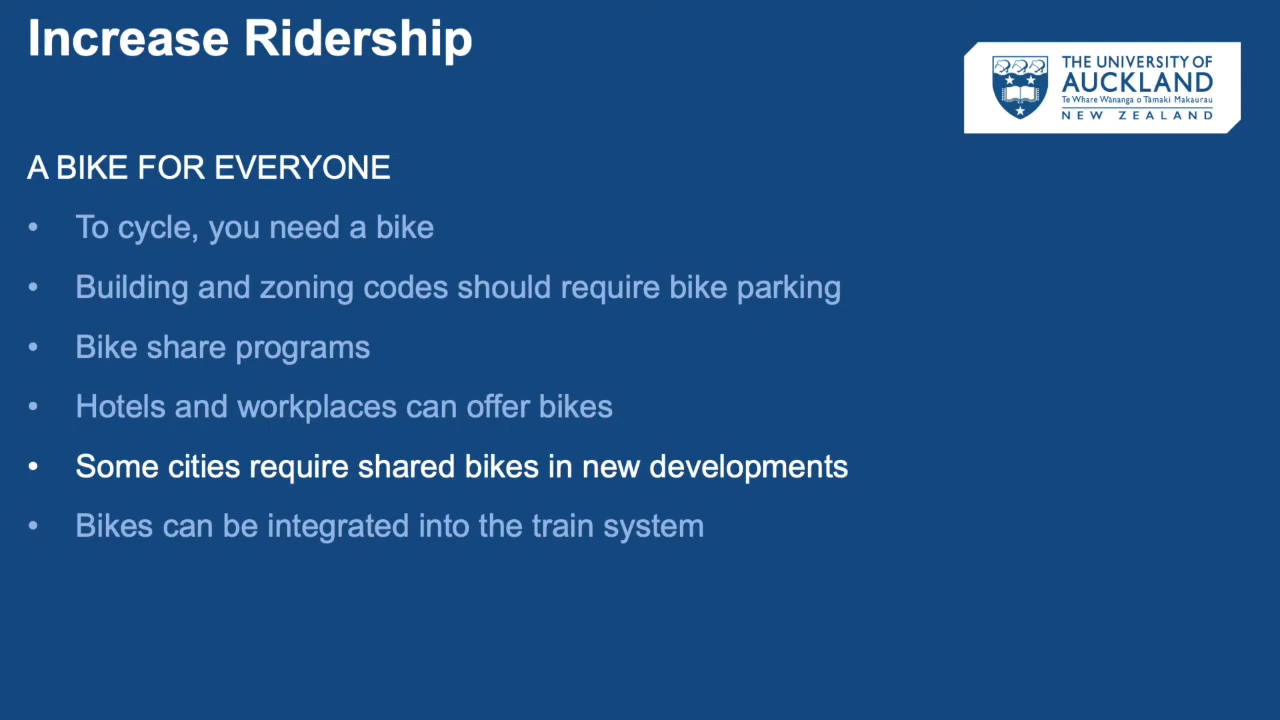 Increase Ridership
THE UNIVERSITY OF
AUCKLAND
Te Whare Wānanga o Tāmaki Makaurau
NEW ZEALAND
A BIKE FOR EVERYONE
• To cycle, you need a bike
• Building and zoning codes should require bike parking
• Bike share programs
• Hotels and workplaces can offer bikes
• Some cities require shared bikes in new developments
• Bikes can be integrated into the train system